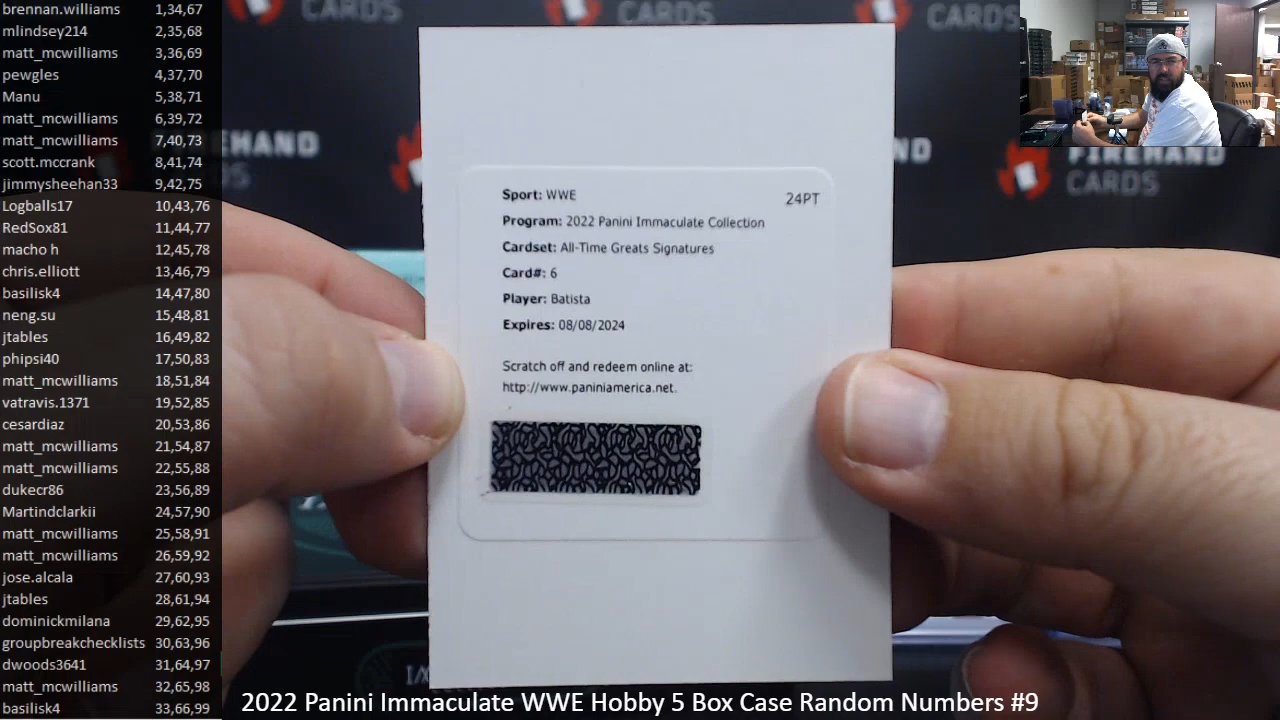 brennan.williams 1,34,67
mlindsey214 2,35,68
matt_mcwilliams 3,36,69
pewgles 4,37,70
Manu 5,38,71
matt_mcwilliams 6,39,72
matt_mcwilliams 7,40,73
scott.mccrank 8,41,74
jimmysheehan33 9,42,75
Logballs17 10,43,76
RedSox81 11,44,77
macho h 12,45,78
chris.elliott 13,46,79
basilisk4 14,47,80
neng.su 15,48,81
jtables 16,49,82
phipsi40 17,50,83
matt_mcwilliams 18,51,84
vatravis.1371 19,52,85
cesardiaz 20,53,86
matt_mcwilliams 21,54,87
matt_mcwilliams 22,55,88
dukecr86 23,56,89
Martindclarkii 24,57,90
matt_mcwilliams 25,58,91
matt_mcwilliams 26,59,92
jose.alcala 27,60,93
jtables 28,61,94
dominickmilana 29,62,95
groupbreakchecklists 30,63,96
dwoods3641 31,64,97
matt_mcwilliams 32,65,98
basilisk4 33,66,99
CARDS
CARDS
CARDS
FIREHAND
CARDS
Sport: WWE 24PT
Program: 2022 Panini Immaculate Collection
Cardset: All-Time Greats Signatures
Card#: 6
Player: Batista
Expires: 08/08/2024
Scratch off and redeem online at:
http://www.paniniamerica.net.
2022 Panini Immaculate WWE Hobby 5 Box Case Random Numbers #9